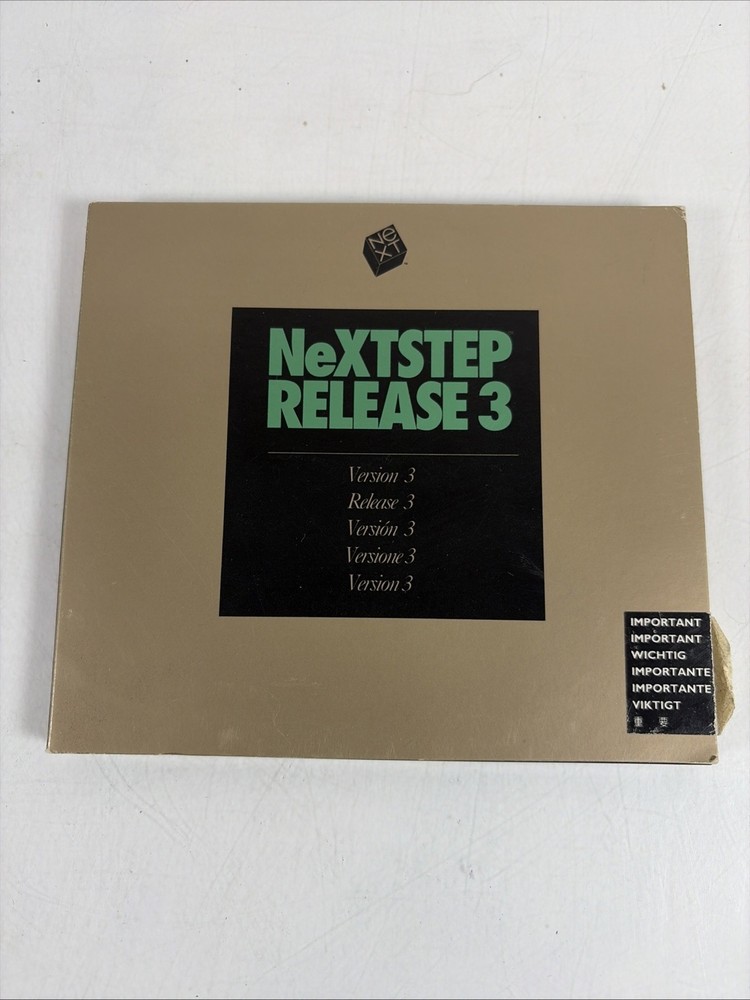 NeXT
NeXTSTEP™
RELEASE 3
Version 3
Release 3
Versión 3
Versione 3
Version 3
IMPORTANT
IMPORTANT
WICHTIG
IMPORTANTE
IMPORTANTE
VIKTIGT
重要